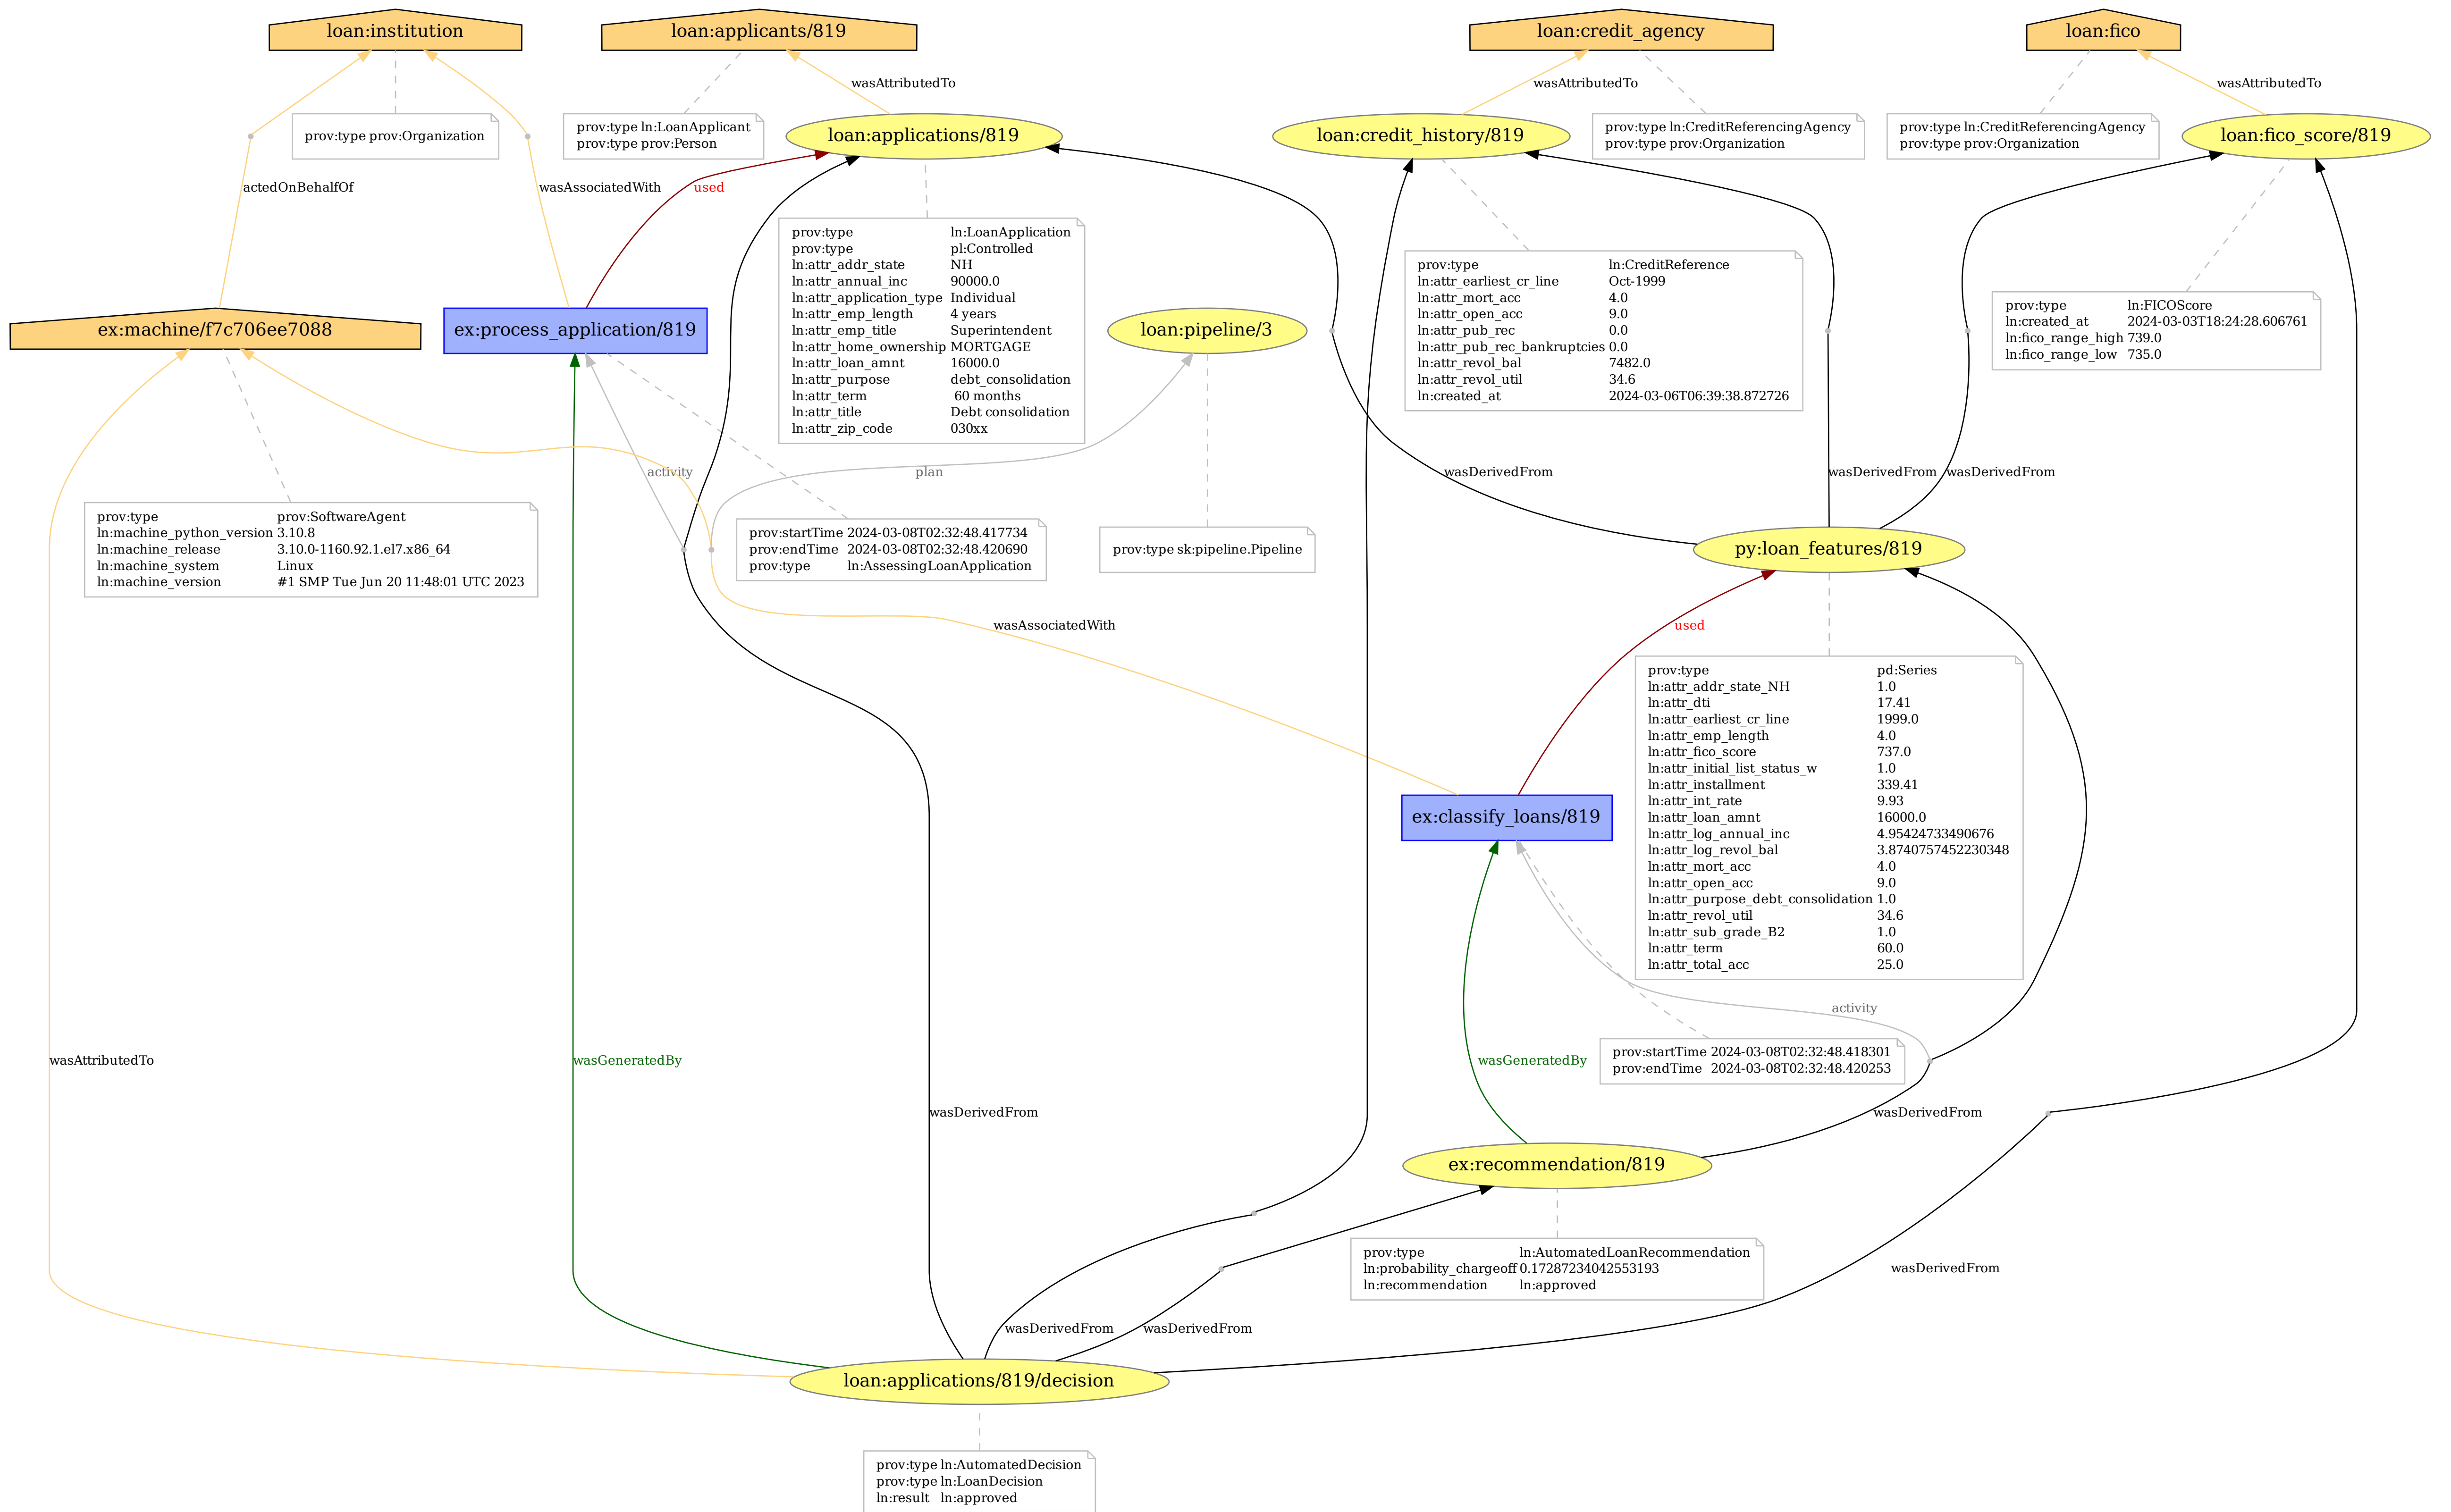 loan:institution
loan:applicants/819
loan:credit_agency
loan:fico
wasAttributedTo
wasAttributedTo
wasAttributedTo
prov:type prov:Organization
prov:type ln:LoanApplicant
prov:type prov:Person
loan:applications/819
loan:credit_history/819
prov:type ln:CreditReferencingAgency
prov:type prov:Organization
prov:type ln:CreditReferencingAgency
prov:type prov:Organization
loan:fico_score/819
actedOnBehalfOf
wasAssociatedWith
used
prov:type ln:LoanApplication
prov:type pl:Controlled
ln:attr_addr_state NH
ln:attr_annual_inc 90000.0
ln:attr_application_type Individual
ln:attr_emp_length 4 years
ln:attr_emp_title Superintendent
ln:attr_home_ownership MORTGAGE
ln:attr_loan_amnt 16000.0
ln:attr_purpose debt_consolidation
ln:attr_term 60 months
ln:attr_title Debt consolidation
ln:attr_zip_code 030xx
prov:type ln:CreditReference
ln:attr_earliest_cr_line Oct-1999
ln:attr_mort_acc 4.0
ln:attr_open_acc 9.0
ln:attr_pub_rec 0.0
ln:attr_pub_rec_bankruptcies 0.0
ln:attr_revol_bal 7482.0
ln:attr_revol_util 34.6
ln:created_at 2024-03-06T06:39:38.872726
prov:type ln:FICOScore
ln:created_at 2024-03-03T18:24:28.606761
ln:fico_range_high 739.0
ln:fico_range_low 735.0
ex:machine/f7c706ee7088
ex:process_application/819
loan:pipeline/3
activity
plan
wasDerivedFrom
wasDerivedFrom
wasDerivedFrom
prov:type prov:SoftwareAgent
ln:machine_python_version 3.10.8
ln:machine_release 3.10.0-1160.92.1.el7.x86_64
ln:machine_system Linux
ln:machine_version #1 SMP Tue Jun 20 11:48:01 UTC 2023
prov:startTime 2024-03-08T02:32:48.417734
prov:endTime 2024-03-08T02:32:48.420690
prov:type ln:AssessingLoanApplication
prov:type sk:pipeline.Pipeline
py:loan_features/819
wasAssociatedWith
used
prov:type pd:Series
ln:attr_addr_state_NH 1.0
ln:attr_dti 17.41
ln:attr_earliest_cr_line 1999.0
ln:attr_emp_length 4.0
ln:attr_fico_score 737.0
ln:attr_initial_list_status_w 1.0
ln:attr_installment 339.41
ln:attr_int_rate 9.93
ln:attr_loan_amnt 16000.0
ln:attr_log_annual_inc 4.95424733490676
ln:attr_log_revol_bal 3.8740757452230348
ln:attr_mort_acc 4.0
ln:attr_open_acc 9.0
ln:attr_purpose_debt_consolidation 1.0
ln:attr_revol_util 34.6
ln:attr_sub_grade_B2 1.0
ln:attr_term 60.0
ln:attr_total_acc 25.0
ex:classify_loans/819
activity
wasAttributedTo
wasGeneratedBy
wasGeneratedBy
prov:startTime 2024-03-08T02:32:48.418301
prov:endTime 2024-03-08T02:32:48.420253
wasDerivedFrom
wasDerivedFrom
ex:recommendation/819
prov:type ln:AutomatedLoanRecommendation
ln:probability_chargeoff 0.17287234042553193
ln:recommendation ln:approved
wasDerivedFrom
wasDerivedFrom
wasDerivedFrom
loan:applications/819/decision
prov:type ln:AutomatedDecision
prov:type ln:LoanDecision
ln:result ln:approved